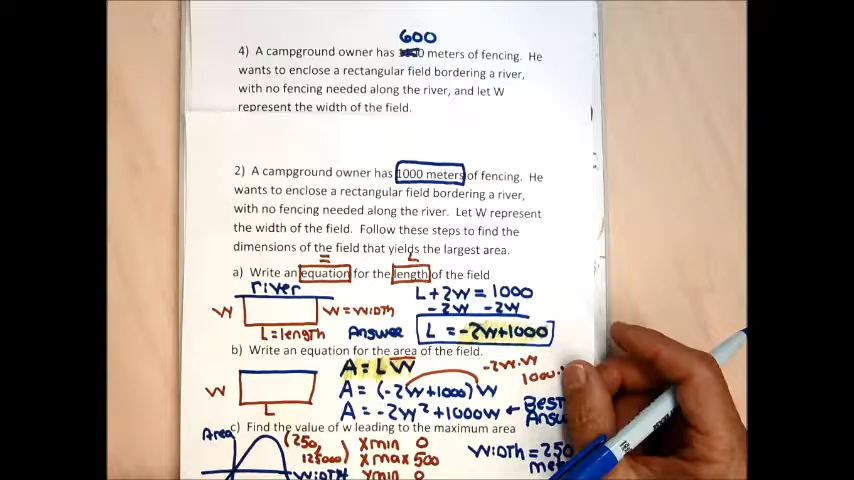 600
4) A campground owner has meters of fencing. He
wants to enclose a rectangular field bordering a river,
with no fencing needed along the river, and let W
represent the width of the field.
2) A campground owner has 1000 meters of fencing. He
wants to enclose a rectangular field bordering a river,
with no fencing needed along the river. Let W represent
the width of the field. Follow these steps to find the
dimensions of the field that yields the largest area.
= L
a) Write an equation for the length of the field
river L+2W = 1000
-2W -2W
W W = WIDTH
L = length Answer L = -2W+1000
b) Write an equation for the area of the field.
A = LW -2W·W
W A = (-2W+1000)W 1000·
L A = -2W²+1000W ← BEST
c) Find the value of w leading to the maximum area
Area (250, Xmin 0 WIDTH = 250
125000) Xmax 500
WIDTH Ymin 0